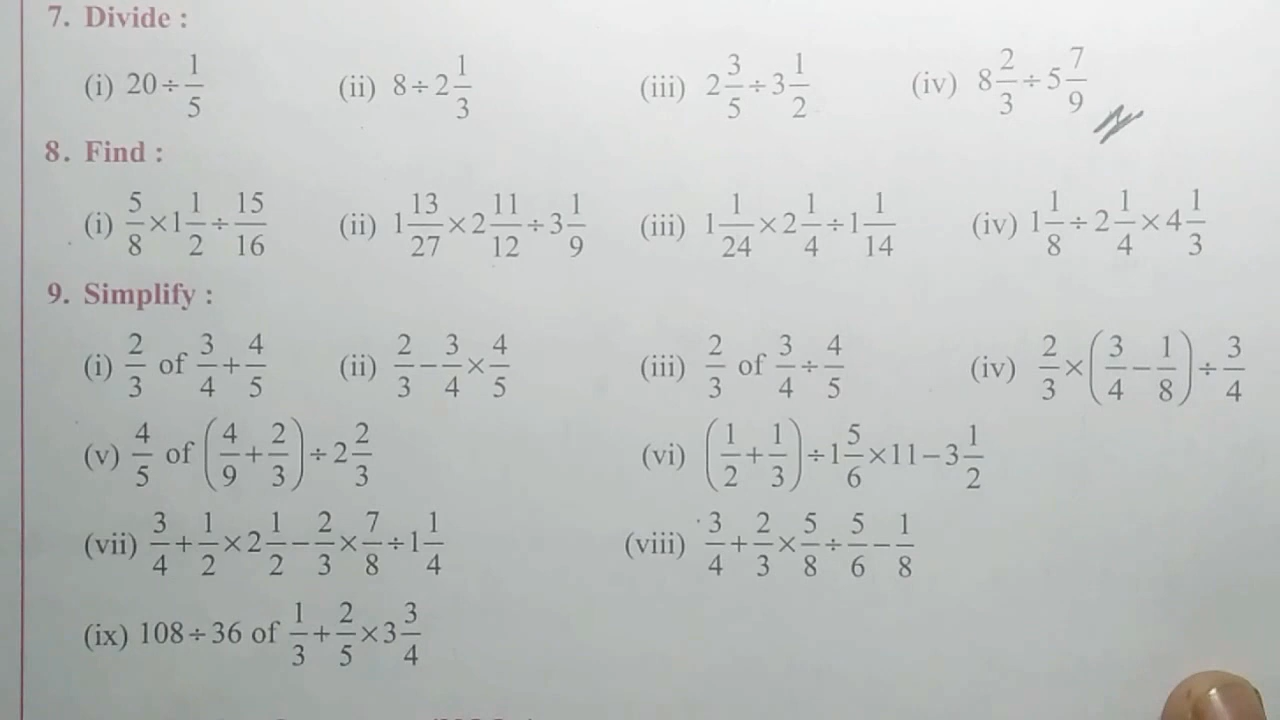 7. Divide :
(i) 20 ÷ 1/5 (ii) 8 ÷ 2 1/3 (iii) 2 3/5 ÷ 3 1/2 (iv) 8 2/3 ÷ 5 7/9
8. Find :
(i) 5/8 × 1 1/2 ÷ 15/16 (ii) 1 13/27 × 2 11/12 ÷ 3 1/9 (iii) 1 1/24 × 2 1/4 ÷ 1 1/14 (iv) 1 1/8 ÷ 2 1/4 × 4 1/3
9. Simplify :
(i) 2/3 of 3/4 + 4/5 (ii) 2/3 − 3/4 × 4/5 (iii) 2/3 of 3/4 ÷ 4/5 (iv) 2/3 × (3/4 − 1/8) ÷ 3/4
(v) 4/5 of (4/9 + 2/3) ÷ 2 2/3 (vi) (1/2 + 1/3) ÷ 1 5/6 × 11 − 3 1/2
(vii) 3/4 + 1/2 × 2 1/2 − 2/3 × 7/8 ÷ 1 1/4 (viii) 3/4 + 2/3 × 5/8 ÷ 5/6 − 1/8
(ix) 108 ÷ 36 of 1/3 + 2/5 × 3 3/4